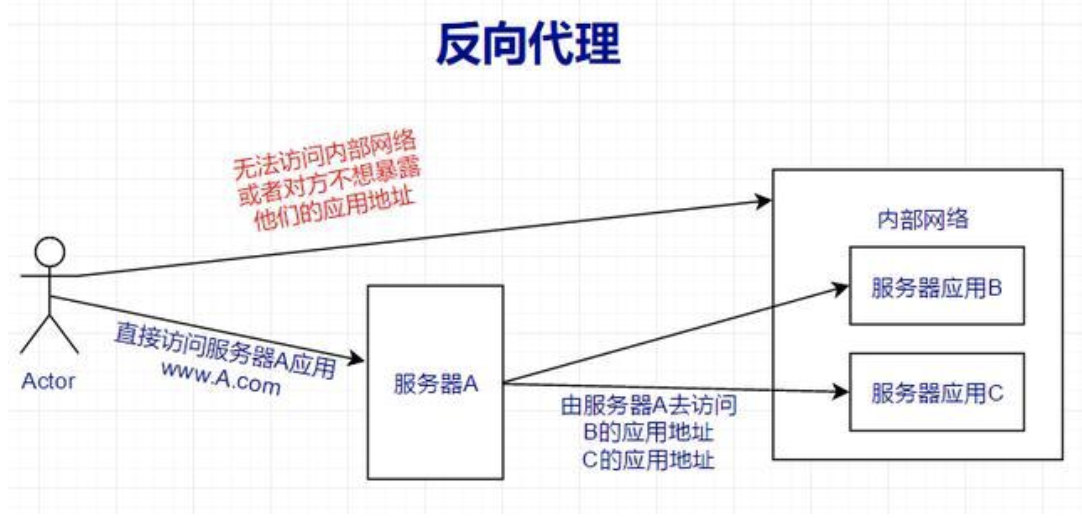 反向代理
无法访问内部网络
或者对方不想暴露
他们的应用地址
内部网络
服务器应用B
直接访问服务器A应用
www.A.com
Actor
服务器A
服务器应用C
由服务器A去访问
B的应用地址
C的应用地址